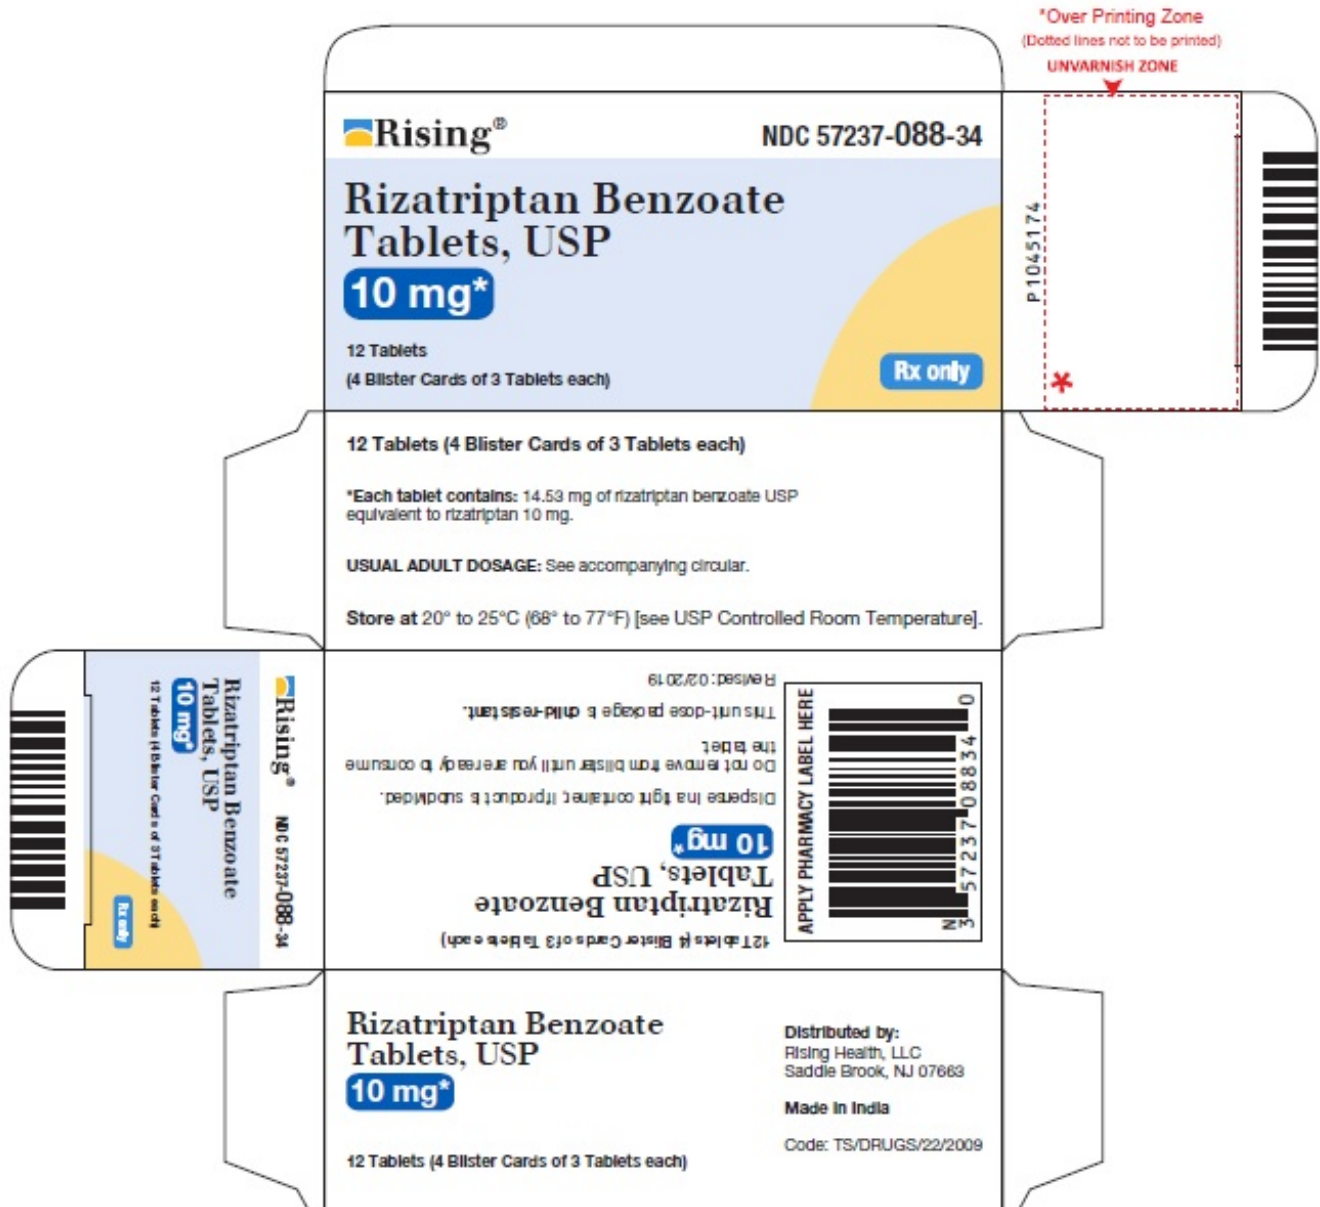 *Over Printing Zone
(Dotted lines not to be printed)
UNVARNISH ZONE
Rising®
NDC 57237-088-34
Rizatriptan Benzoate
Tablets, USP
10 mg*
12 Tablets
(4 Blister Cards of 3 Tablets each)
Rx only
P1045174
*
12 Tablets (4 Blister Cards of 3 Tablets each)
*Each tablet contains: 14.53 mg of rizatriptan benzoate USP
equivalent to rizatriptan 10 mg.
USUAL ADULT DOSAGE: See accompanying circular.
Store at 20° to 25°C (68° to 77°F) [see USP Controlled Room Temperature].
Rising®
NDC 57237-088-34
Rizatriptan Benzoate
Tablets, USP
10 mg*
12 Tablets (4 Blister Cards of 3 Tablets each)
Rx only
12 Tablets (4 Blister Cards of 3 Tablets each)
Rizatriptan Benzoate
Tablets, USP
10 mg*
Dispense in a tight container, if product is subdivided.
Do not remove from blister until you are ready to consume
the tablet.
This unit-dose package is child-resistant.
Revised: 02/2019
APPLY PHARMACY LABEL HERE
N
3 57237 08834 0
Rizatriptan Benzoate
Tablets, USP
10 mg*
12 Tablets (4 Blister Cards of 3 Tablets each)
Distributed by:
Rising Health, LLC
Saddle Brook, NJ 07663
Made in India
Code: TS/DRUGS/22/2009